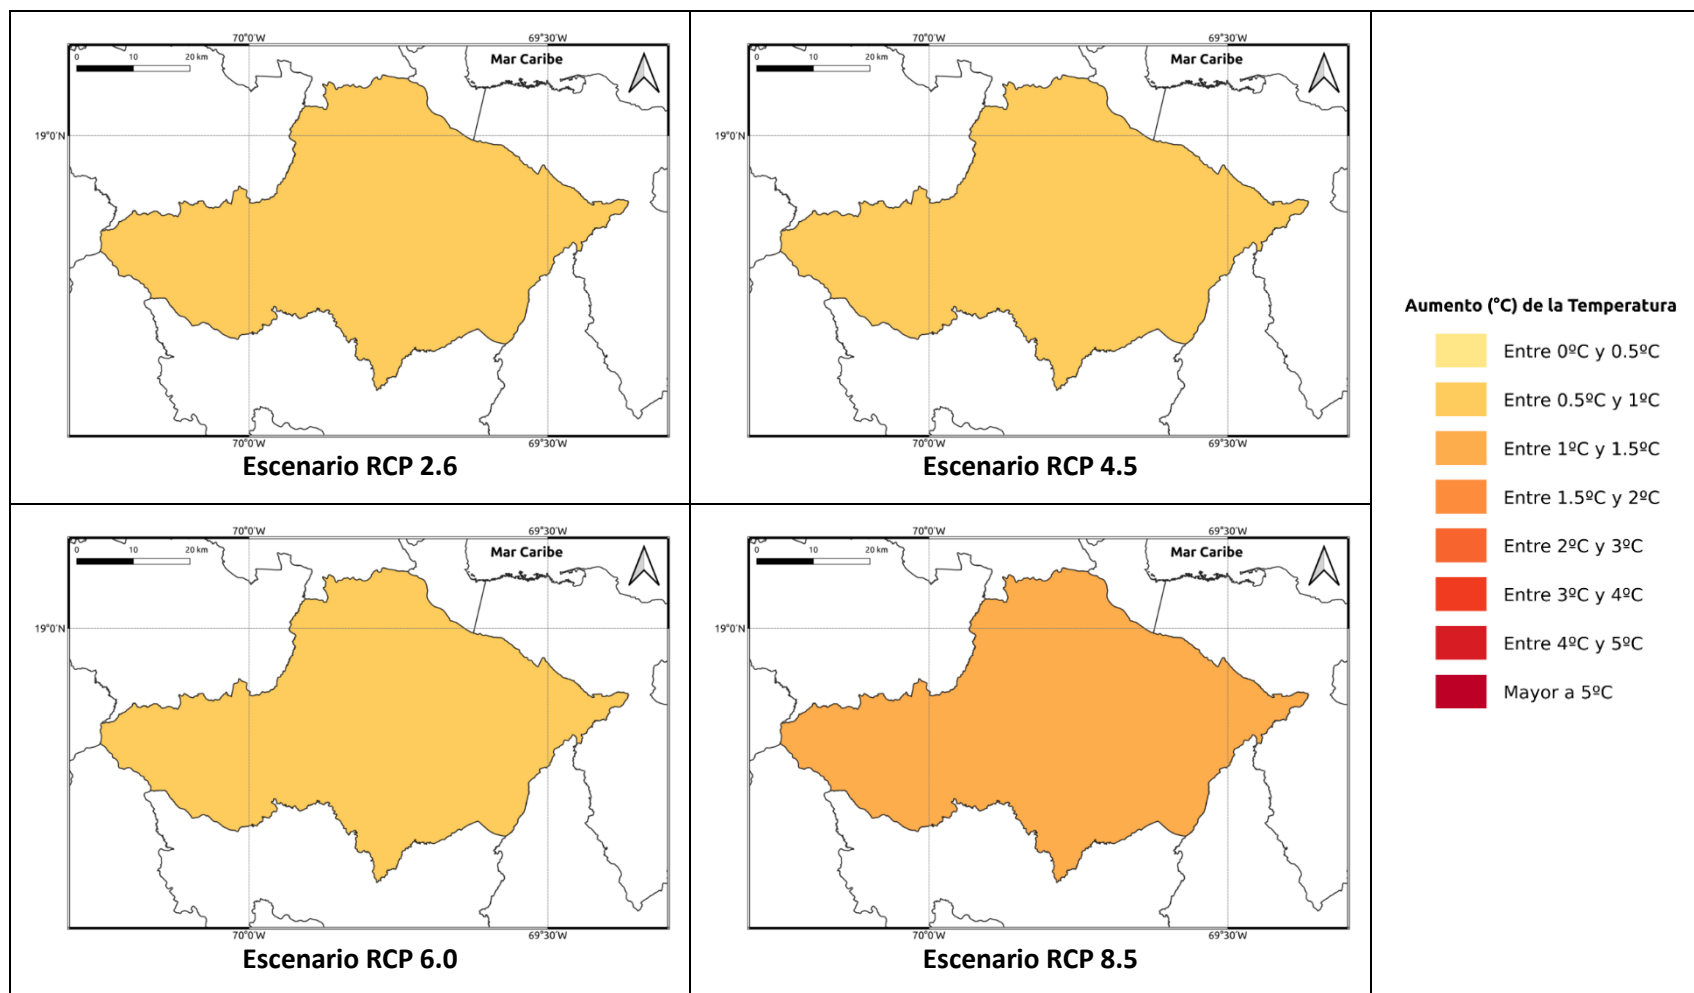 70°0'W 69°30'W
0 10 20 km
Mar Caribe
19°0'N
70°0'W 69°30'W
Escenario RCP 2.6
70°0'W 69°30'W
0 10 20 km
Mar Caribe
19°0'N
70°0'W 69°30'W
Escenario RCP 4.5
70°0'W 69°30'W
0 10 20 km
Mar Caribe
19°0'N
70°0'W 69°30'W
Escenario RCP 6.0
70°0'W 69°30'W
0 10 20 km
Mar Caribe
19°0'N
70°0'W 69°30'W
Escenario RCP 8.5
Aumento (°C) de la Temperatura
Entre 0ºC y 0.5ºC
Entre 0.5ºC y 1ºC
Entre 1ºC y 1.5ºC
Entre 1.5ºC y 2ºC
Entre 2ºC y 3ºC
Entre 3ºC y 4ºC
Entre 4ºC y 5ºC
Mayor a 5ºC